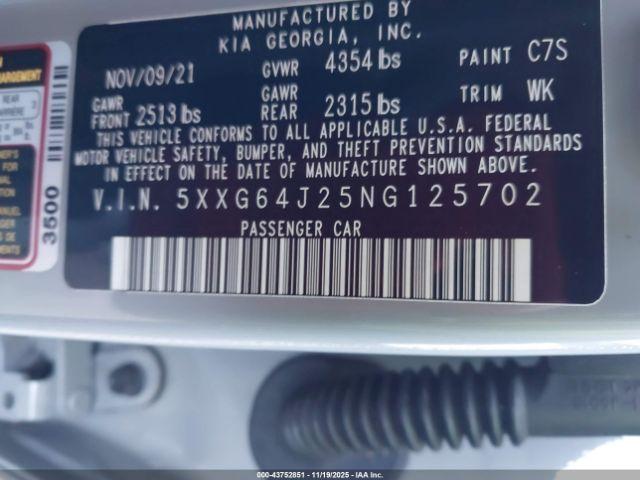 MANUFACTURED BY
KIA GEORGIA, INC.
NOV/09/21 GVWR 4354 lbs PAINT C7S
GAWR FRONT 2513 lbs GAWR REAR 2315 lbs TRIM WK
THIS VEHICLE CONFORMS TO ALL APPLICABLE U.S.A. FEDERAL
MOTOR VEHICLE SAFETY, BUMPER, AND THEFT PREVENTION STANDARDS
IN EFFECT ON THE DATE OF MANUFACTURE SHOWN ABOVE.
V.I.N. 5XXG64J25NG125702
PASSENGER CAR
REAR
3500
000-43752851 | 11/19/2025 | IAA Inc.